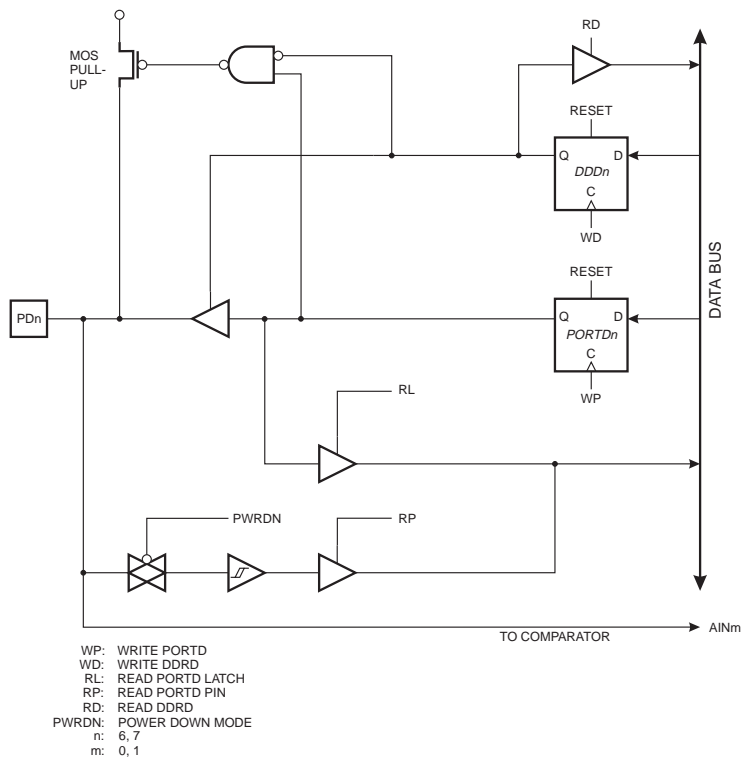 RD
MOS
PULL-
UP
RESET
Q D
DDDn
C
WD
DATA BUS
RESET
PDn
Q D
PORTDn
C
WP
RL
PWRDN
RP
TO COMPARATOR
AINm
WP: WRITE PORTD
WD: WRITE DDRD
RL: READ PORTD LATCH
RP: READ PORTD PIN
RD: READ DDRD
PWRDN: POWER DOWN MODE
n: 6, 7
m: 0, 1